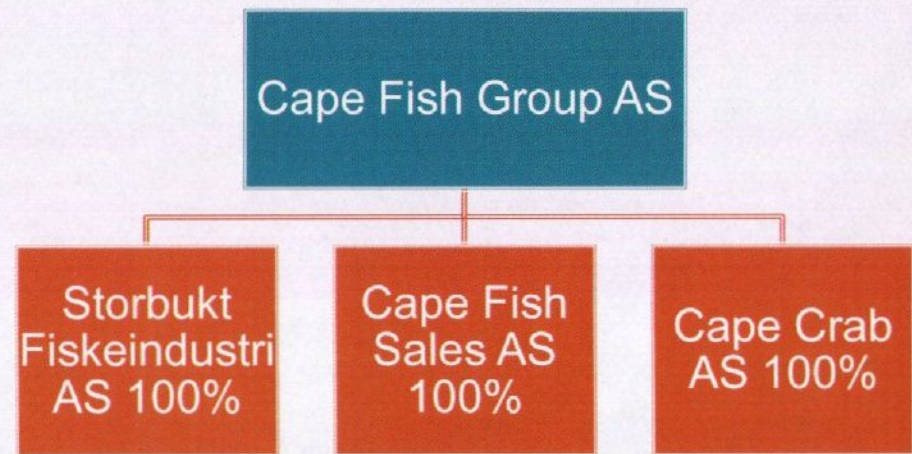 Cape Fish Group AS
Storbukt
Fiskeindustri
AS 100%
Cape Fish
Sales AS
100%
Cape Crab
AS 100%